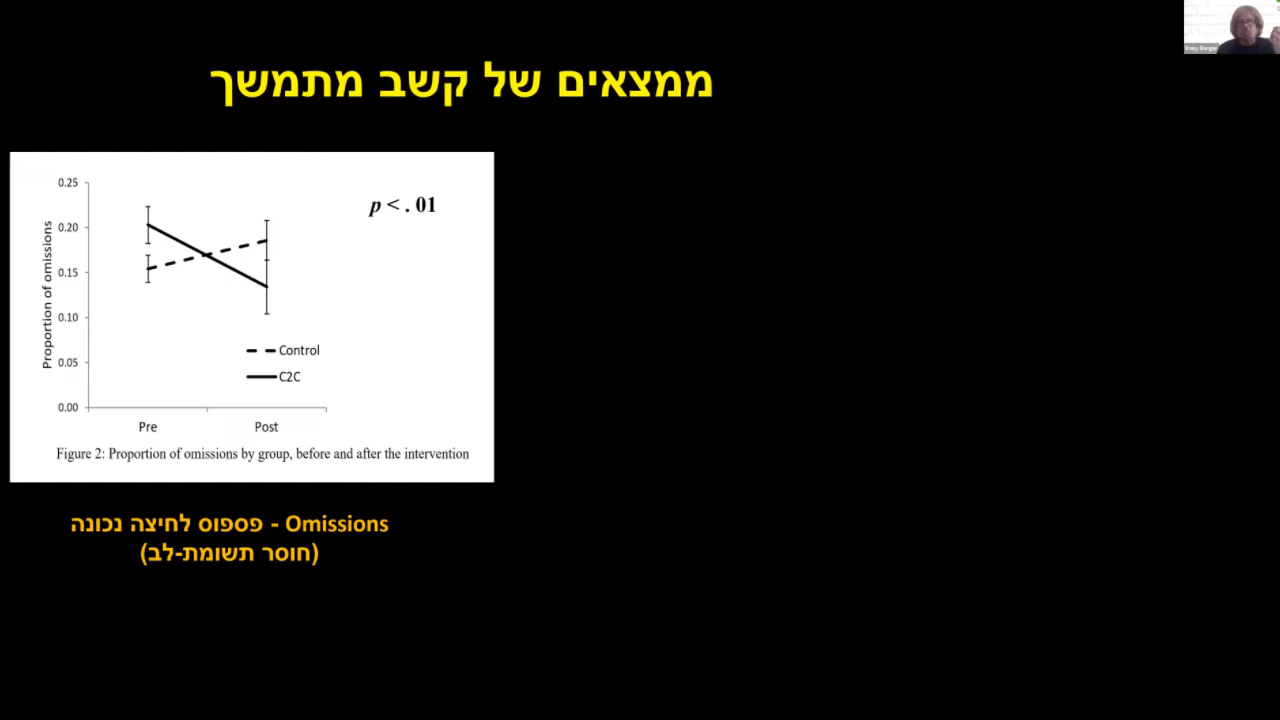 ממצאים של קשב מתמשך
p < . 01
0.25
0.20
0.15
0.10
0.05
0.00
Proportion of omissions
Control
C2C
Pre
Post
Figure 2: Proportion of omissions by group, before and after the intervention
Omissions - פספוס לחיצה נכונה
(חוסר תשומת-לב)